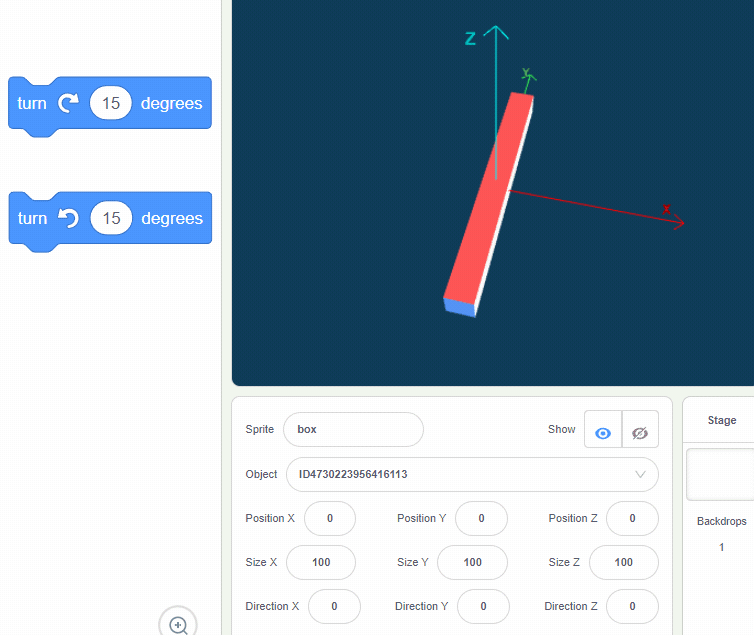 Z
Y
X
turn 15 degrees
turn 15 degrees
Sprite box Show
Object ID4730223956416113
Position X 0 Position Y 0 Position Z 0
Size X 100 Size Y 100 Size Z 100
Direction X 0 Direction Y 0 Direction Z 0
Stage
Backdrops
1